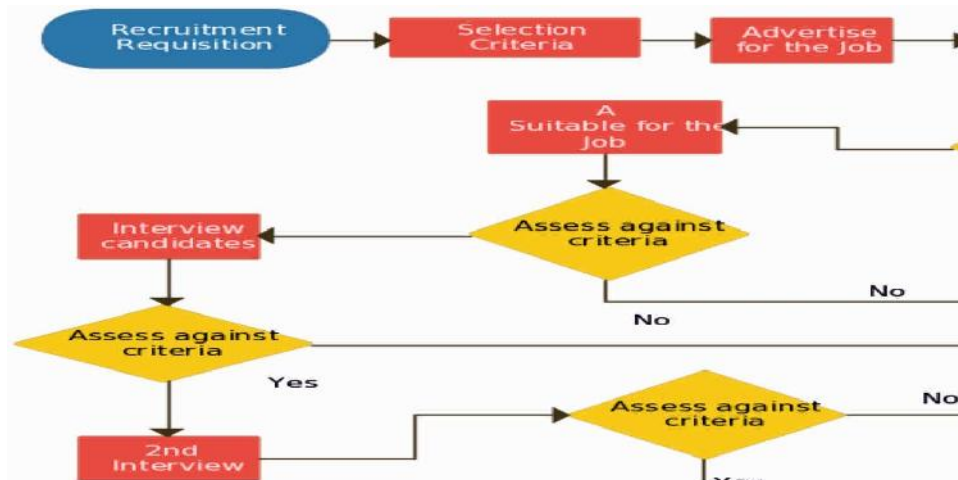 Recruitment
Requisition
Selection
Criteria
Advertise
for the Job
A
Suitable for the
Job
Assess against
criteria
Interview
candidates
No
No
Assess against
criteria
Yes
Assess against
criteria
No
2nd
Interview